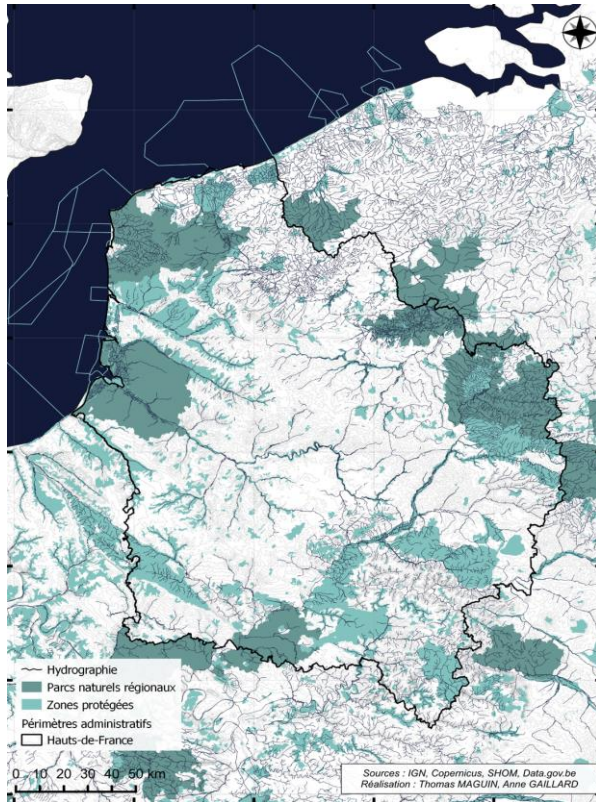 Hydrographie
Parcs naturels régionaux
Zones protégées
Périmètres administratifs
Hauts-de-France
0 10 20 30 40 50 km
Sources : IGN, Copernicus, SHOM, Data.gov.be
Réalisation : Thomas MAGUIN, Anne GAILLARD